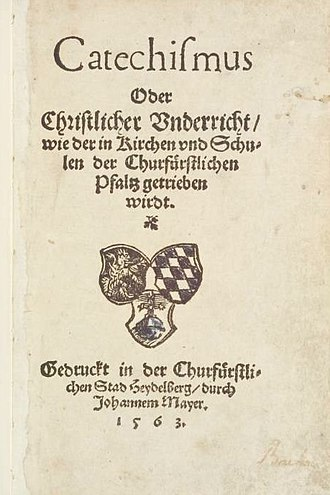 Catechiſmus
Oder
Chriſtlicher Vnderricht/
wie der in Kirchen vnd Schu-
len der Churfürſtlichen
Pfaltz getrieben
wirdt.
Gedruckt in der Churfürſtli-
chen Stad Heydelberg/ durch
Johannem Mayer.
1563.